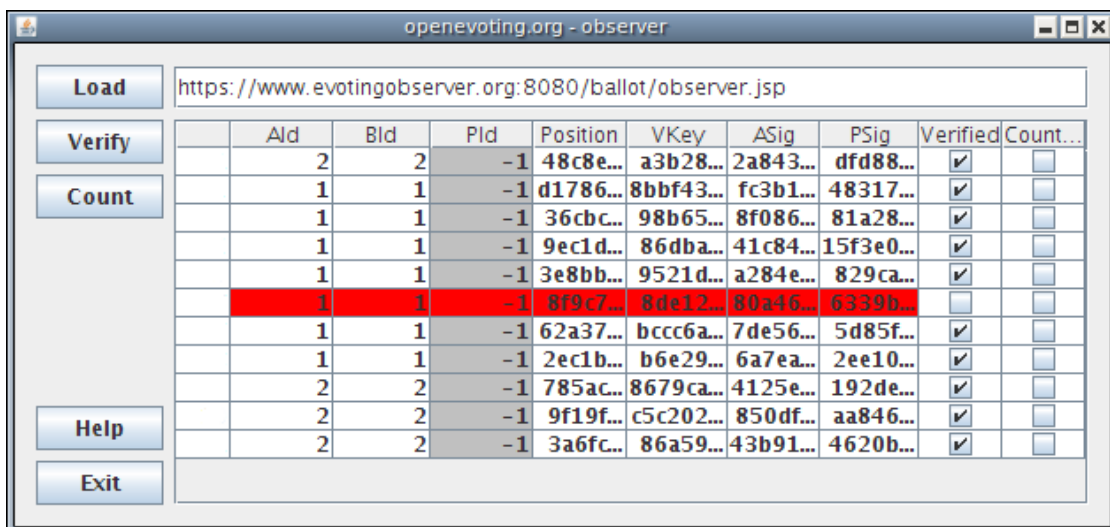 openevoting.org - observer
Load https://www.evotingobserver.org:8080/ballot/observer.jsp
Verify
Count
Help
Exit
AId BId PId Position VKey ASig PSig Verified Count...
2 2 -1 48c8e... a3b28... 2a843... dfd88...
1 1 -1 d1786... 8bbf43... fc3b1... 48317...
1 1 -1 36cbc... 98b65... 8f086... 81a28...
1 1 -1 9ec1d... 86dba... 41c84... 15f3e0...
1 1 -1 3e8bb... 9521d... a284e... 829ca...
1 1 -1 8f9c7... 8de12... 80a46... 6339b...
1 1 -1 62a37... bccc6a... 7de56... 5d85f...
1 1 -1 2ec1b... b6e29... 6a7ea... 2ee10...
2 2 -1 785ac... 8679ca... 4125e... 192de...
2 2 -1 9f19f... c5c202... 850df... aa846...
2 2 -1 3a6fc... 86a59... 43b91... 4620b...